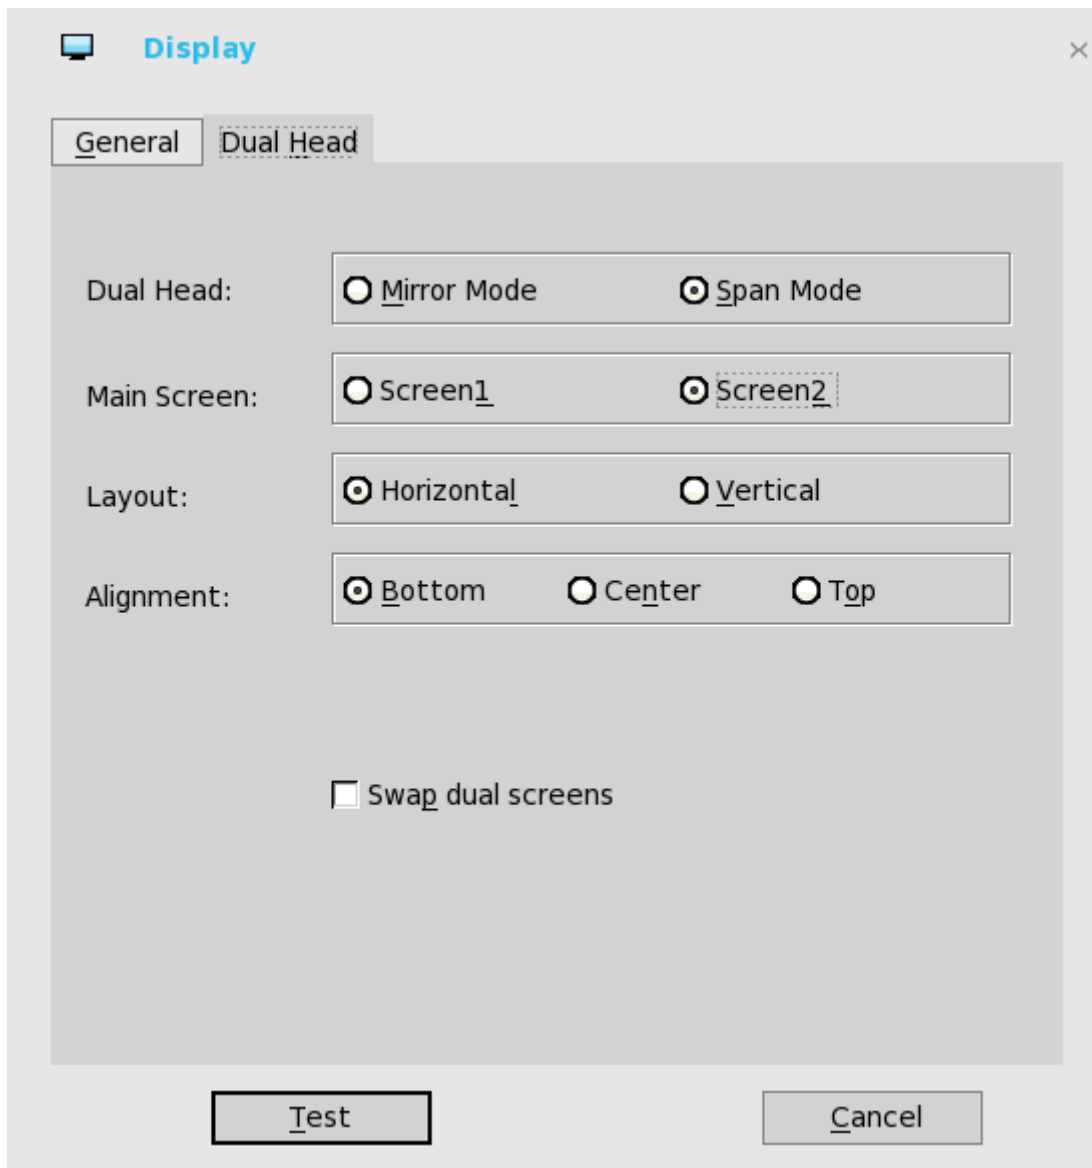 Display
General Dual Head
Dual Head: Mirror Mode Span Mode
Main Screen: Screen1 Screen2
Layout: Horizontal Vertical
Alignment: Bottom Center Top
Swap dual screens
Test Cancel